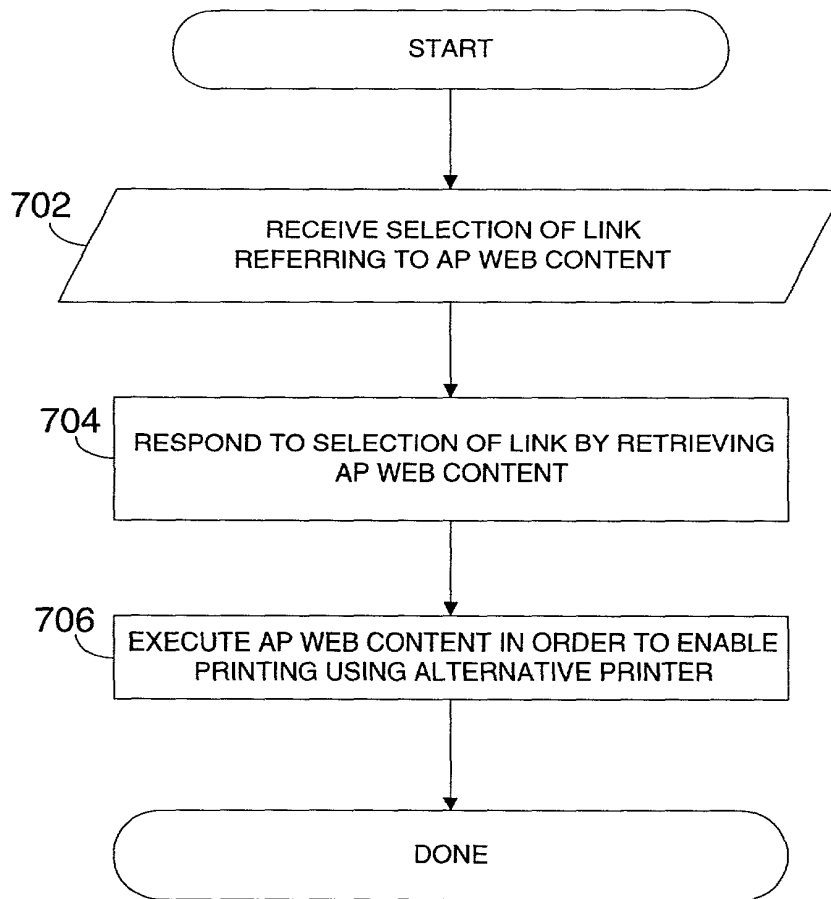 START
702
RECEIVE SELECTION OF LINK
REFERRING TO AP WEB CONTENT
704
RESPOND TO SELECTION OF LINK BY RETRIEVING
AP WEB CONTENT
706
EXECUTE AP WEB CONTENT IN ORDER TO ENABLE
PRINTING USING ALTERNATIVE PRINTER
DONE